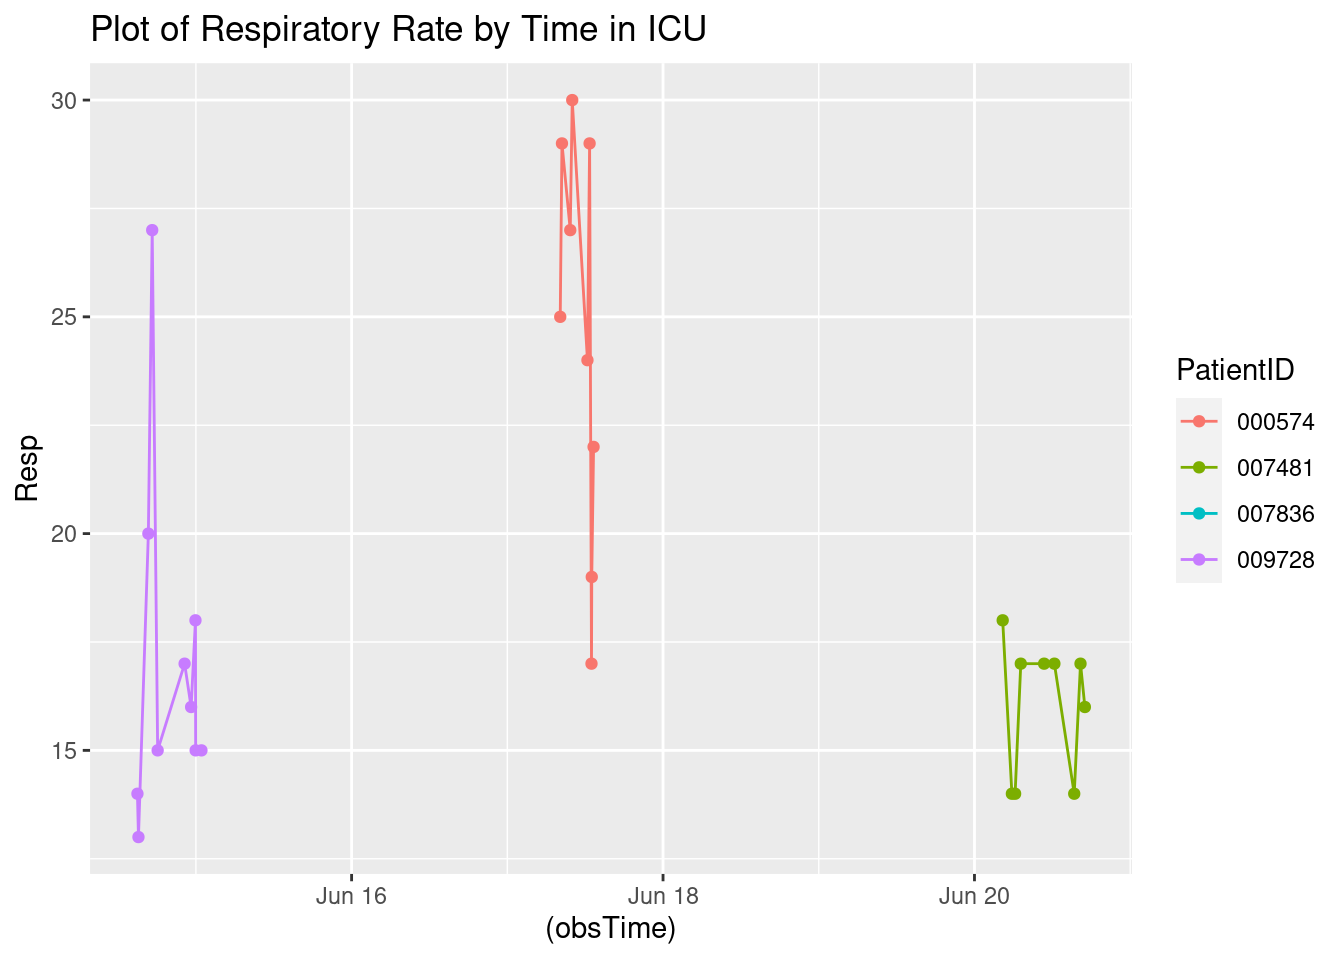 Plot of Respiratory Rate by Time in ICU
30
25
20
15
Resp
Jun 16
Jun 18
Jun 20
(obsTime)
PatientID
000574
007481
007836
009728